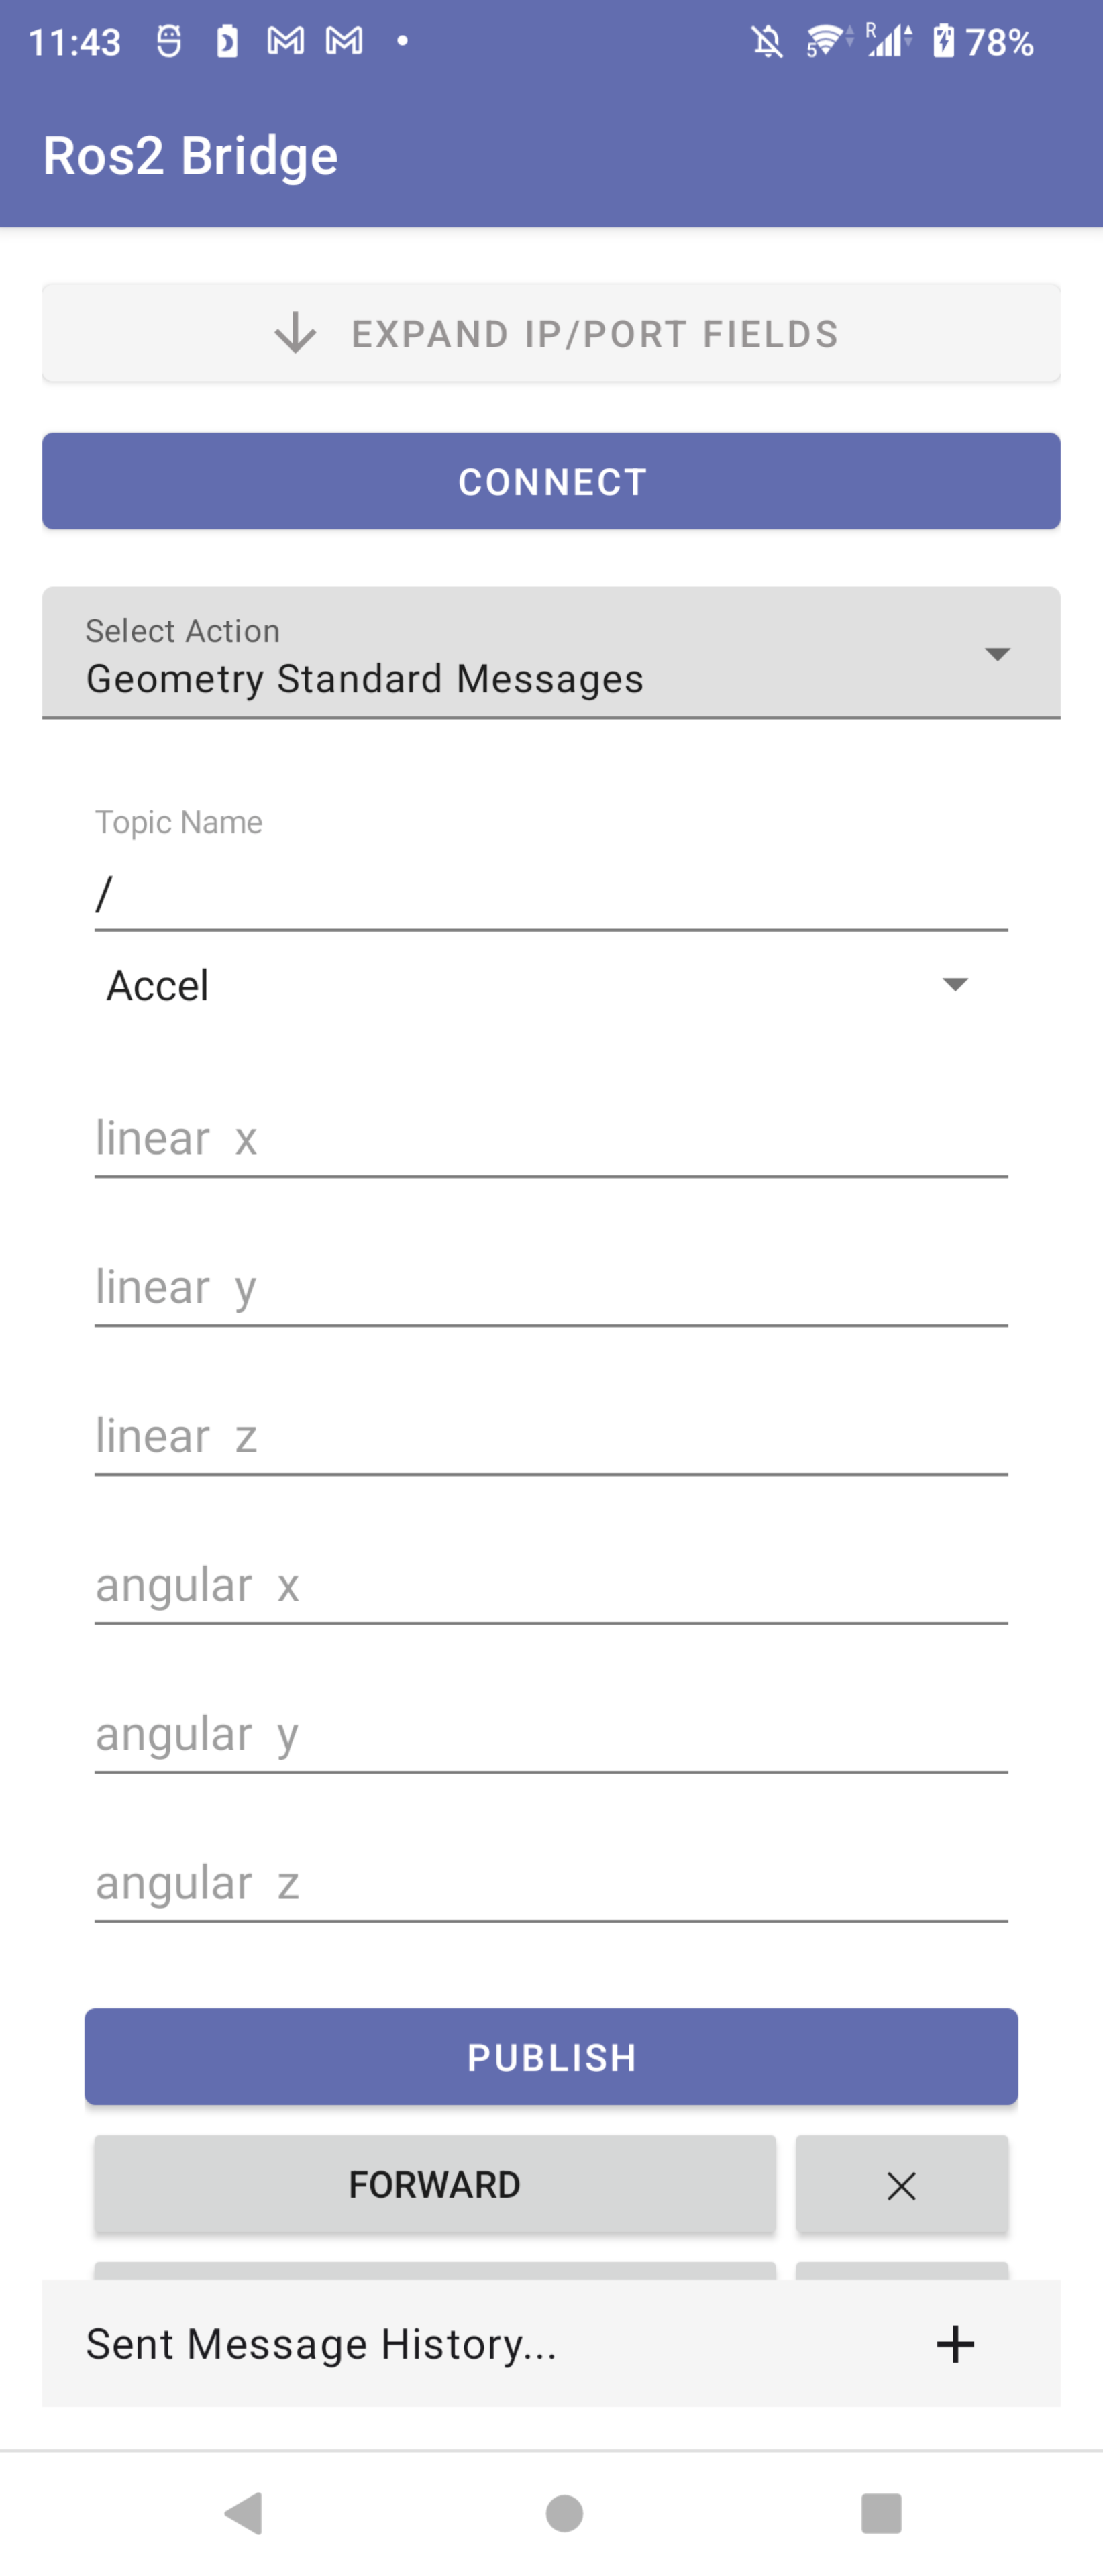 11:43
5 R 78%
Ros2 Bridge
EXPAND IP/PORT FIELDS
CONNECT
Select Action
Geometry Standard Messages
Topic Name
/
Accel
linear x
linear y
linear z
angular x
angular y
angular z
PUBLISH
FORWARD
Sent Message History...